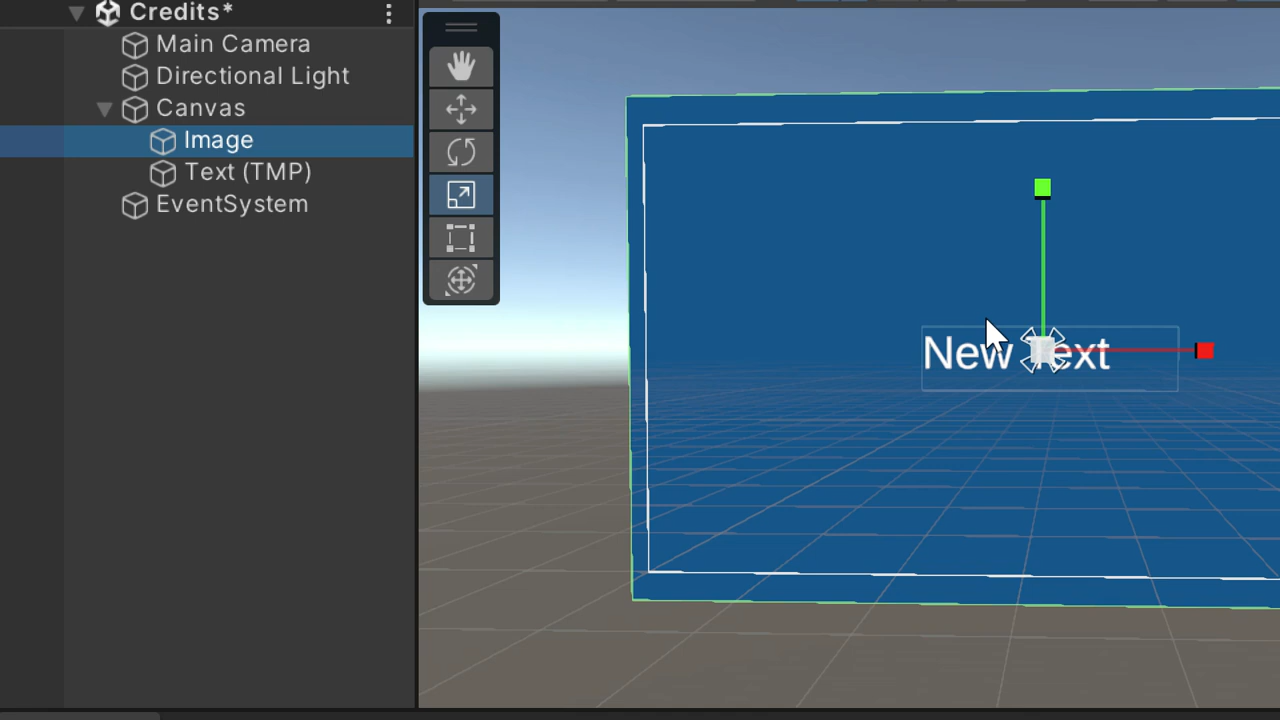 Credits*
Main Camera
Directional Light
Canvas
Image
Text (TMP)
EventSystem
New Text